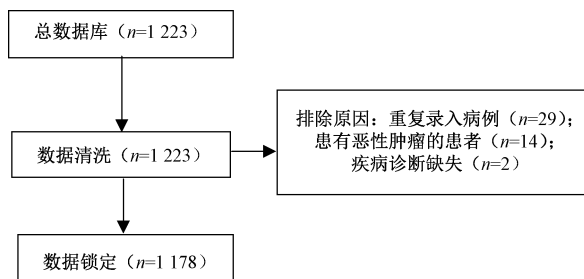 总数据库（n=1 223）
数据清洗（n=1 223）
排除原因：重复录入病例（n=29）；
患有恶性肿瘤的患者（n=14）；
疾病诊断缺失（n=2）
数据锁定（n=1 178）